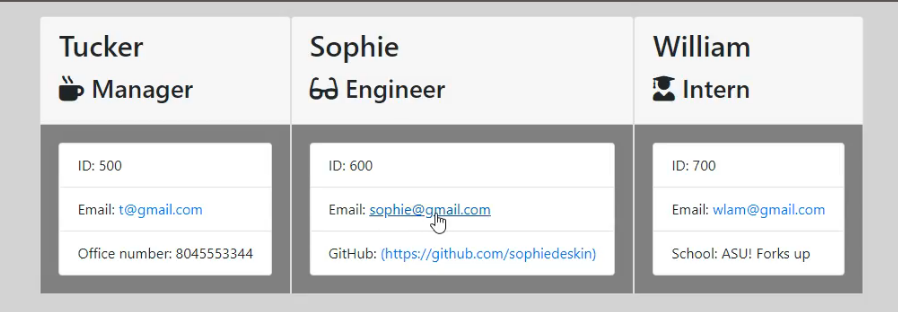 Tucker
Manager
ID: 500
Email: t@gmail.com
Office number: 8045553344
Sophie
Engineer
ID: 600
Email: sophie@gmail.com
GitHub: (https://github.com/sophiedeskin)
William
Intern
ID: 700
Email: wlam@gmail.com
School: ASU! Forks up